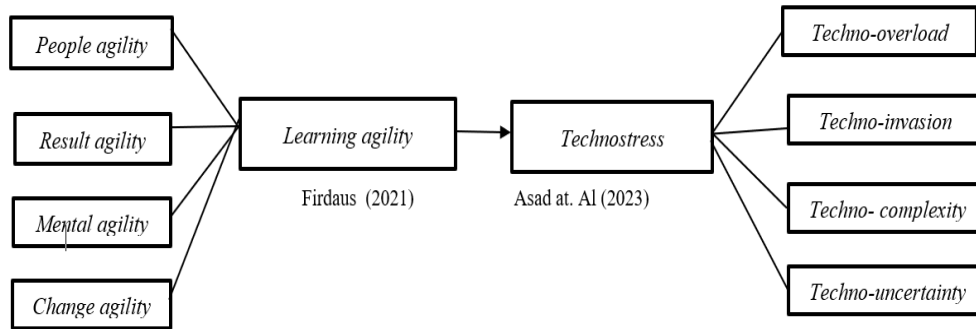 People agility
Result agility
Mental agility
Change agility
Learning agility
Firdaus (2021)
Technostress
Asad at. Al (2023)
Techno-overload
Techno-invasion
Techno- complexity
Techno-uncertainty